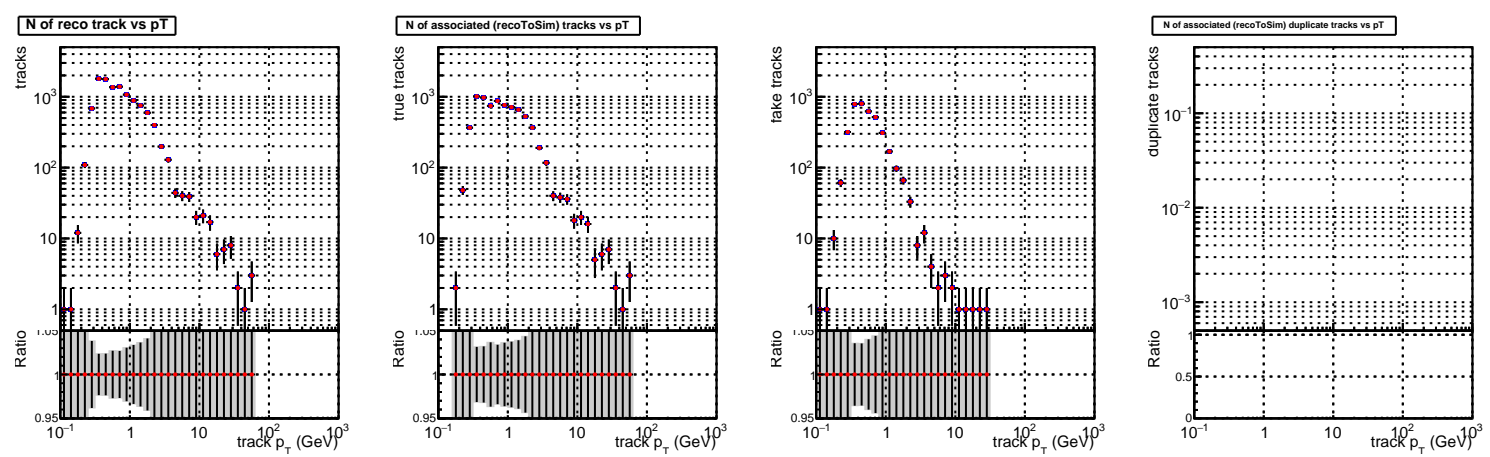 N of reco track vs pT
tracks
10³
10²
10
1
Ratio
1.05
1
0.95
10⁻¹ 1 10 10² 10³
track p_T (GeV)
N of associated (recoToSim) tracks vs pT
true tracks
10³
10²
10
1
Ratio
1.05
1
0.95
10⁻¹ 1 10 10² 10³
track p_T (GeV)
fake tracks
10³
10²
10
1
Ratio
1.05
1
0.95
10⁻¹ 1 10 10² 10³
track p_T (GeV)
N of associated (recoToSim) duplicate tracks vs pT
duplicate tracks
10⁻¹
10⁻²
10⁻³
Ratio
1
0.5
0
10⁻¹ 1 10 10² 10³
track p_T (GeV)